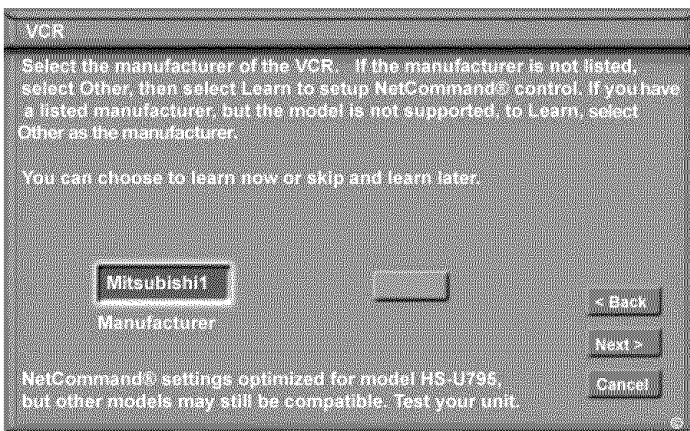 VCR
Select the manufacturer of the VCR. If the manufacturer is not listed,
select Other, then select Learn to setup NetCommand® control. If you have
a listed manufacturer, but the model is not supported, to Learn, select
Other as the manufacturer.
You can choose to learn now or skip and learn later.
Mitsubishi1
Manufacturer
< Back
Next >
Cancel
NetCommand® settings optimized for model HS-U795,
but other models may still be compatible. Test your unit.